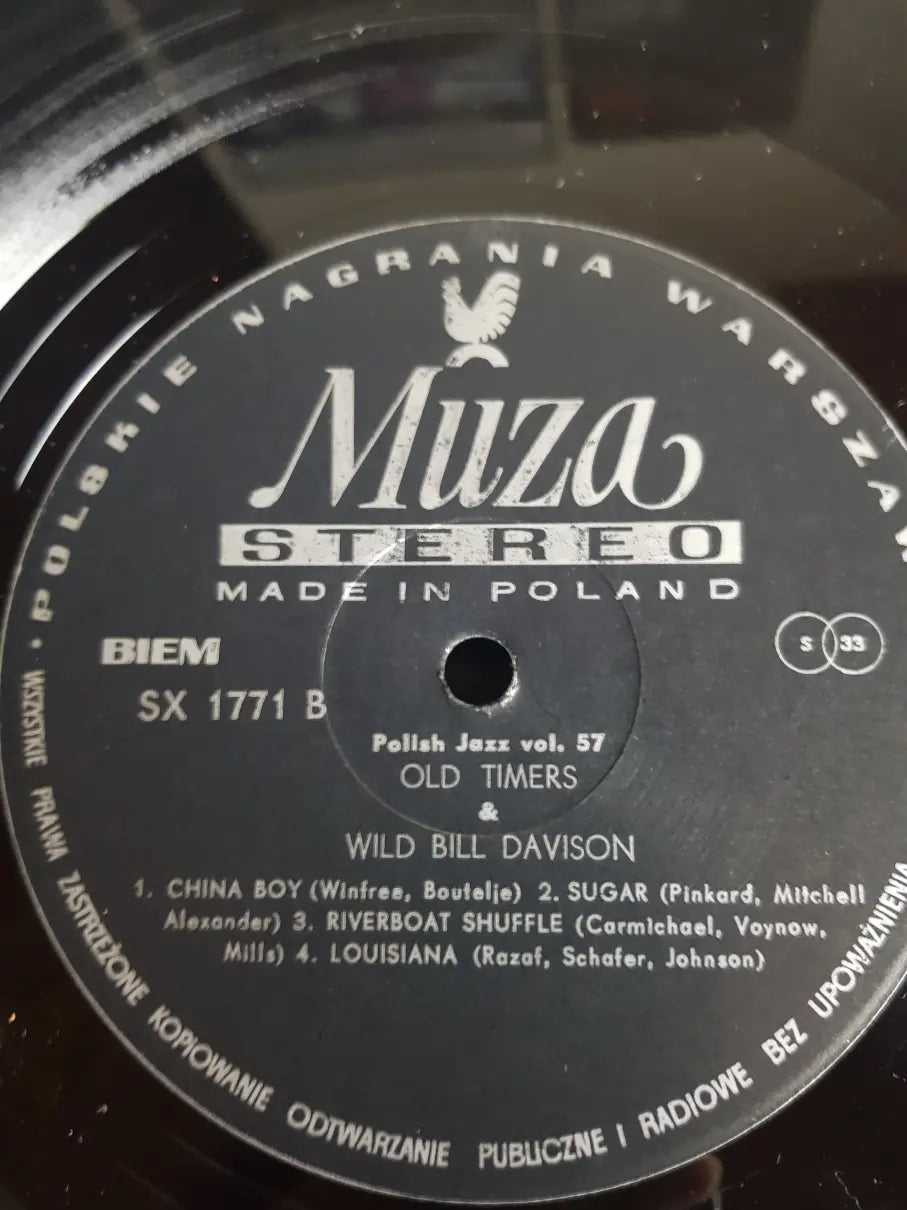 POLSKIE NAGRANIA WARSZAW
Muza
STEREO
MADE IN POLAND
BIEM
S 33
SX 1771 B
Polish Jazz vol. 57
OLD TIMERS
&
WILD BILL DAVISON
1. CHINA BOY (Winfree, Boutelje) 2. SUGAR (Pinkard, Mitchell
Alexander) 3. RIVERBOAT SHUFFLE (Carmichael, Voynow,
Mills) 4. LOUISIANA (Razaf, Schafer, Johnson)
• WSZYSTKIE PRAWA ZASTRZEŻONE KOPIOWANIE ODTWARZANIE PUBLICZNE I RADIOWE BEZ UPOWAŻNIENIA